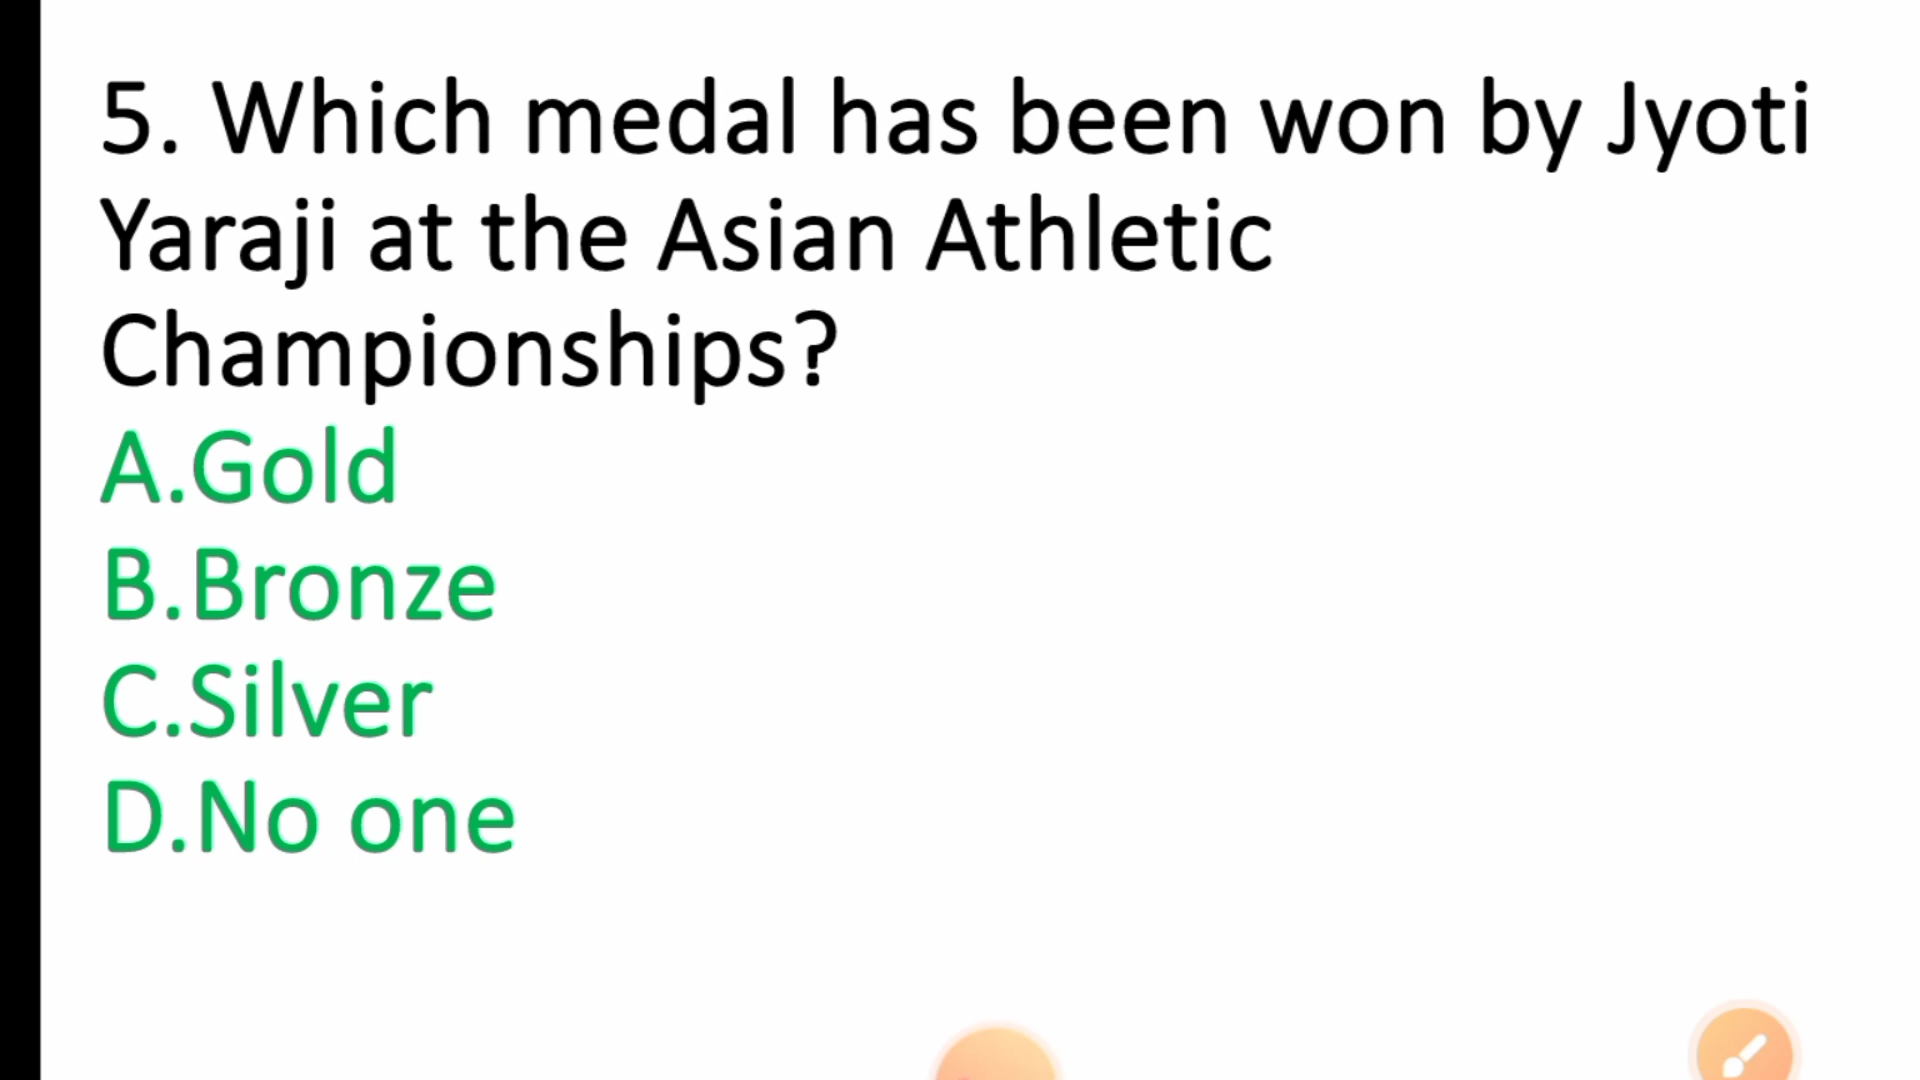 5. Which medal has been won by Jyoti
Yaraji at the Asian Athletic
Championships?
A.Gold
B.Bronze
C.Silver
D.No one